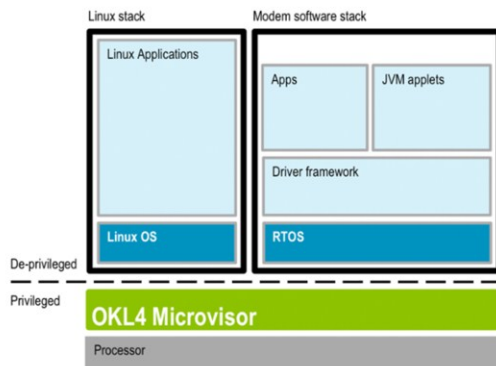 Linux stack
Modem software stack
Linux Applications
Apps
JVM applets
Driver framework
Linux OS
RTOS
De-privileged
Privileged
OKL4 Microvisor
Processor